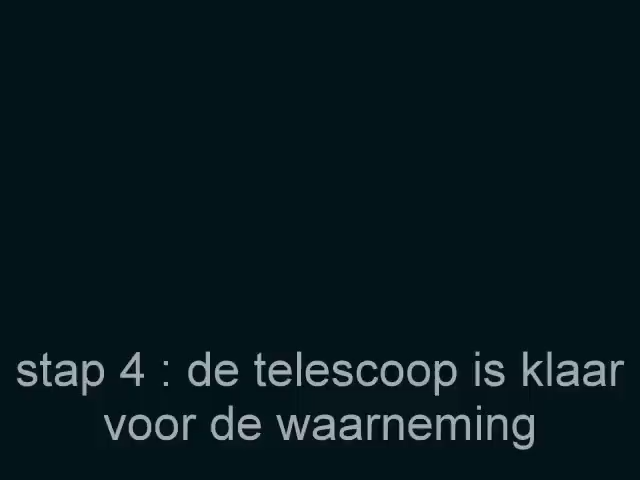 stap 4 : de telescoop is klaar
voor de waarneming